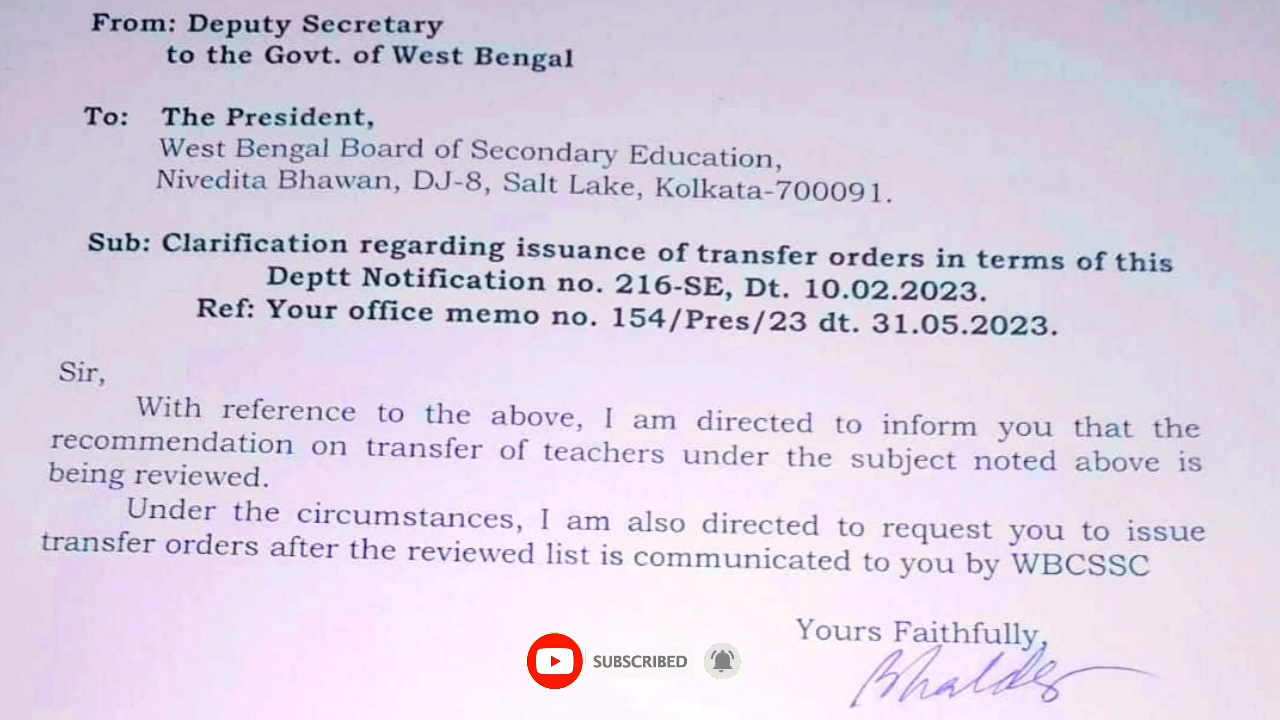 From: Deputy Secretary
to the Govt. of West Bengal
To: The President,
West Bengal Board of Secondary Education,
Nivedita Bhawan, DJ-8, Salt Lake, Kolkata-700091.
Sub: Clarification regarding issuance of transfer orders in terms of this
Deptt Notification no. 216-SE, Dt. 10.02.2023.
Ref: Your office memo no. 154/Pres/23 dt. 31.05.2023.
Sir,
With reference to the above, I am directed to inform you that the
recommendation on transfer of teachers under the subject noted above is
being reviewed.
Under the circumstances, I am also directed to request you to issue
transfer orders after the reviewed list is communicated to you by WBCSSC
Yours Faithfully,
SUBSCRIBED